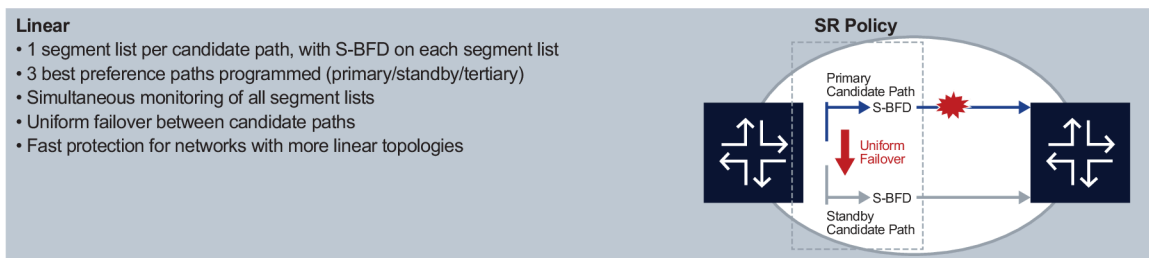 Linear
• 1 segment list per candidate path, with S-BFD on each segment list
• 3 best preference paths programmed (primary/standby/tertiary)
• Simultaneous monitoring of all segment lists
• Uniform failover between candidate paths
• Fast protection for networks with more linear topologies
SR Policy
Primary
Candidate Path
S-BFD
Uniform
Failover
S-BFD
Standby
Candidate Path